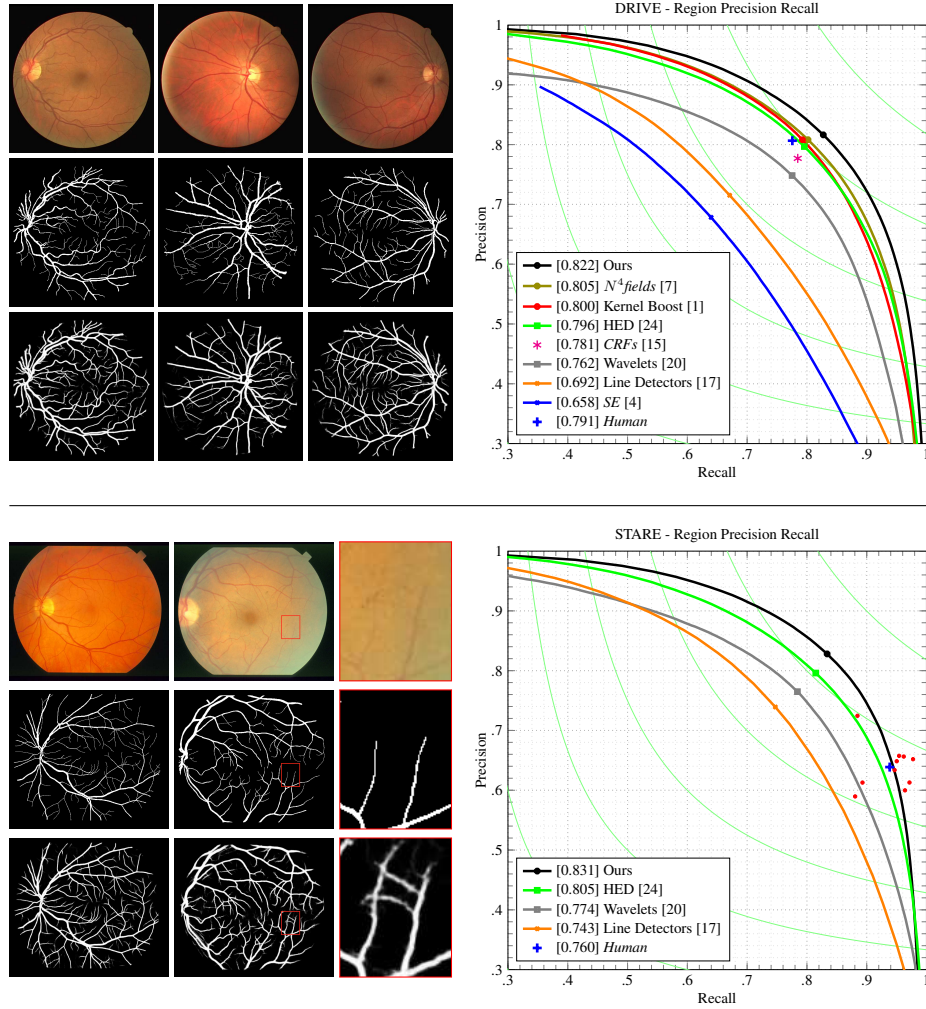 DRIVE - Region Precision Recall
1
.9
.8
.7
.6
.5
.4
.3
Precision
[0.822] Ours
[0.805] N⁴fields [7]
[0.800] Kernel Boost [1]
[0.796] HED [24]
[0.781] CRFs [15]
[0.762] Wavelets [20]
[0.692] Line Detectors [17]
[0.658] SE [4]
[0.791] Human
.3 .4 .5 .6 .7 .8 .9 1
Recall
STARE - Region Precision Recall
1
.9
.8
.7
.6
.5
.4
.3
Precision
[0.831] Ours
[0.805] HED [24]
[0.774] Wavelets [20]
[0.743] Line Detectors [17]
[0.760] Human
.3 .4 .5 .6 .7 .8 .9 1
Recall